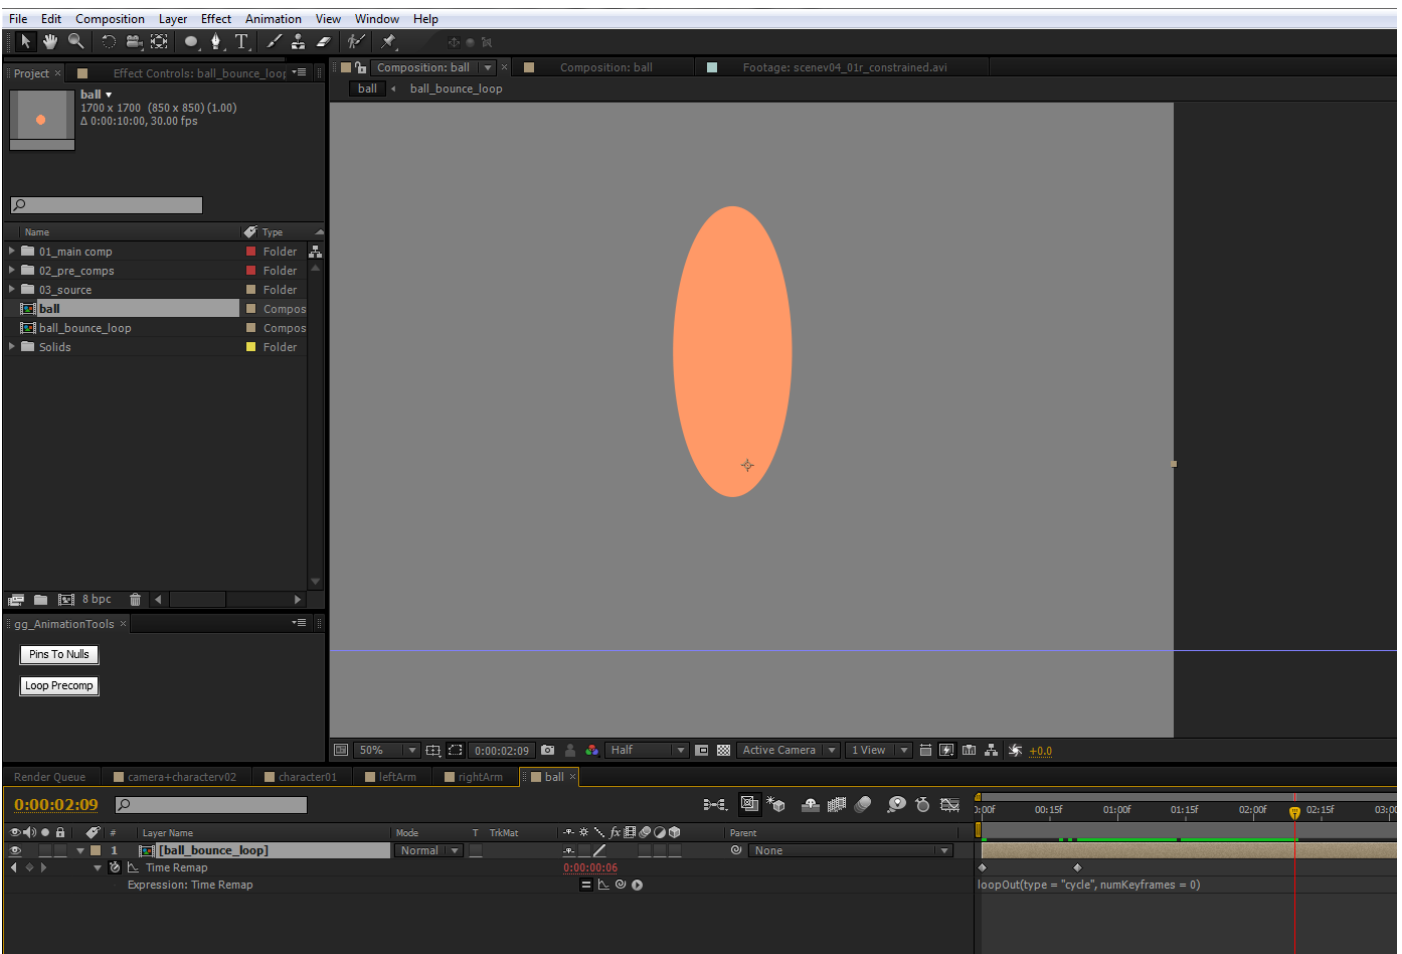 File Edit Composition Layer Effect Animation View Window Help
Project × Effect Controls: ball_bounce_loop
Composition: ball × Composition: ball Footage: scenev04_01r_constrained.avi
ball ball_bounce_loop
ball
1700 x 1700 (850 x 850) (1.00)
Δ 0:00:10:00, 30.00 fps
Name Type
01_main comp Folder
02_pre_comps Folder
03_source Folder
ball Compos
ball_bounce_loop Compos
Solids Folder
8 bpc
gg_AnimationTools ×
Pins To Nulls
Loop Precomp
50% 0:00:02:09 Half Active Camera 1 View +0.0
Render Queue camera+characterv02 character01 leftArm rightArm ball ×
0:00:02:09
0:00f 00:15f 01:00f 01:15f 02:00f 02:15f 03:00
# Layer Name Mode T TrkMat fx Parent
1 [ball_bounce_loop] Normal None
Time Remap 0:00:00:06
Expression: Time Remap loopOut(type = "cycle", numKeyframes = 0)